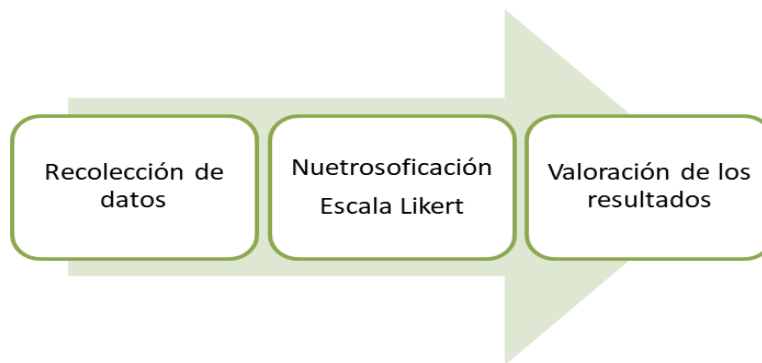 Recolección de
datos
Nuetrosoficación
Escala Likert
Valoración de los
resultados